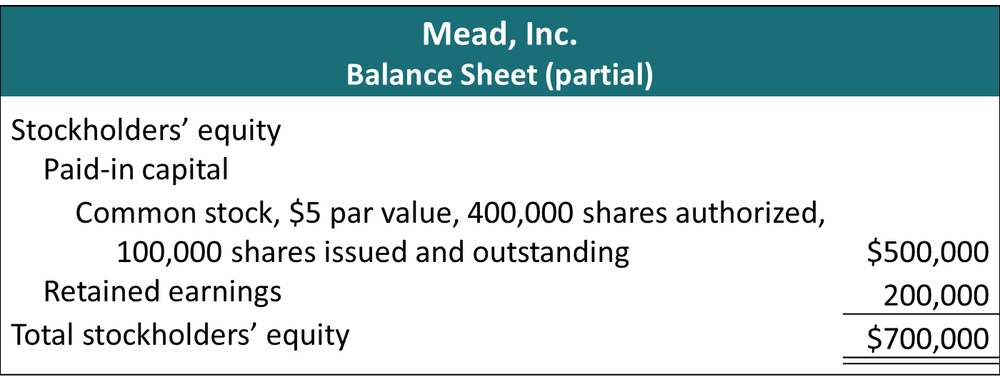 Mead, Inc.
Balance Sheet (partial)
Stockholders’ equity
Paid-in capital
Common stock, $5 par value, 400,000 shares authorized,
100,000 shares issued and outstanding $500,000
Retained earnings 200,000
Total stockholders’ equity $700,000